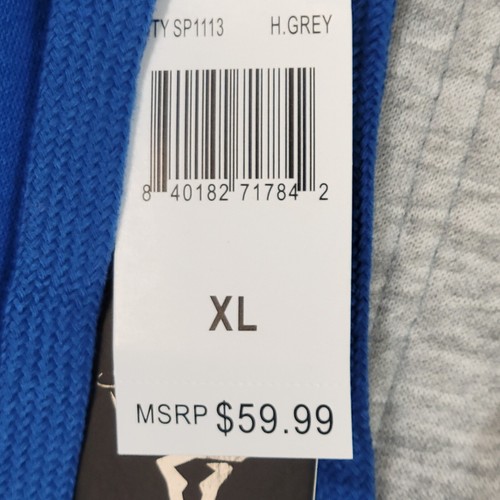 TY SP1113 H.GREY
8 40182 71784 2
XL
MSRP $59.99